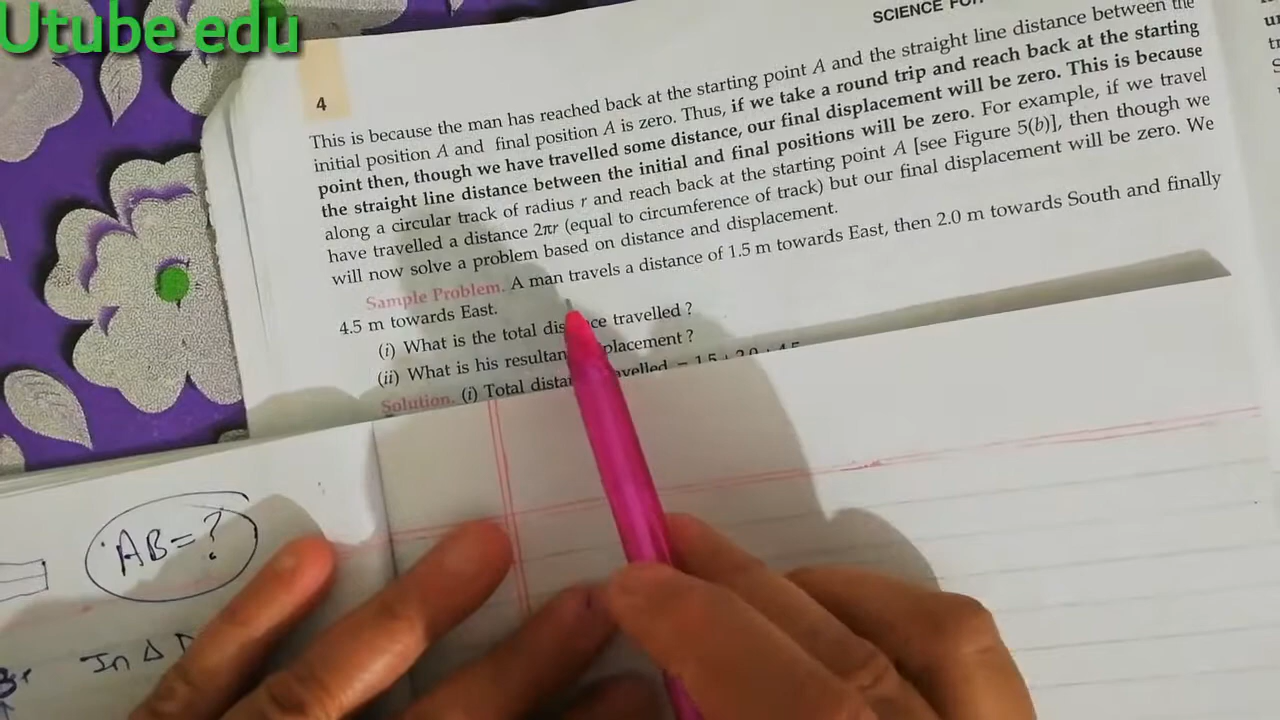 Utube edu
SCIENCE FOR
4
This is because the man has reached back at the starting point A and the straight line distance between the
initial position A and final position A is zero. Thus, if we take a round trip and reach back at the starting
point then, though we have travelled some distance, our final displacement will be zero. This is because
the straight line distance between the initial and final positions will be zero. For example, if we travel
along a circular track of radius r and reach back at the starting point A [see Figure 5(b)], then though we
have travelled a distance 2πr (equal to circumference of track) but our final displacement will be zero. We
will now solve a problem based on distance and displacement.
Sample Problem. A man travels a distance of 1.5 m towards East, then 2.0 m towards South and finally
4.5 m towards East.
(i) What is the total dis ce travelled ?
(ii) What is his resultan placement ?
Solution. (i) Total distan avelled = 1.5 + 2.0 + 4.5
AB = ?
In Δ